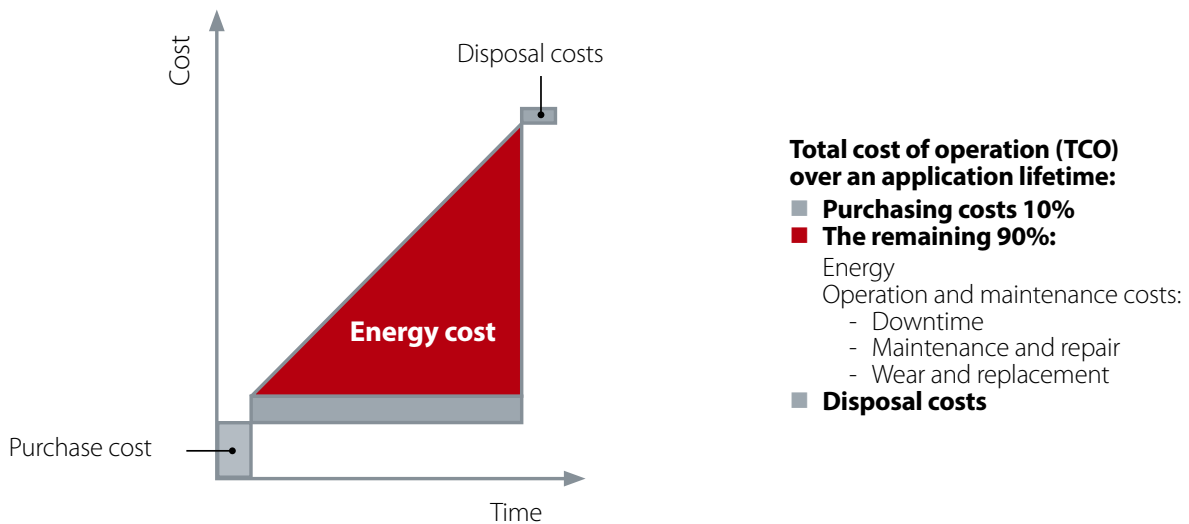 Cost
Disposal costs
Energy cost
Purchase cost
Time
Total cost of operation (TCO)
over an application lifetime:
Purchasing costs 10%
The remaining 90%:
Energy
Operation and maintenance costs:
- Downtime
- Maintenance and repair
- Wear and replacement
Disposal costs